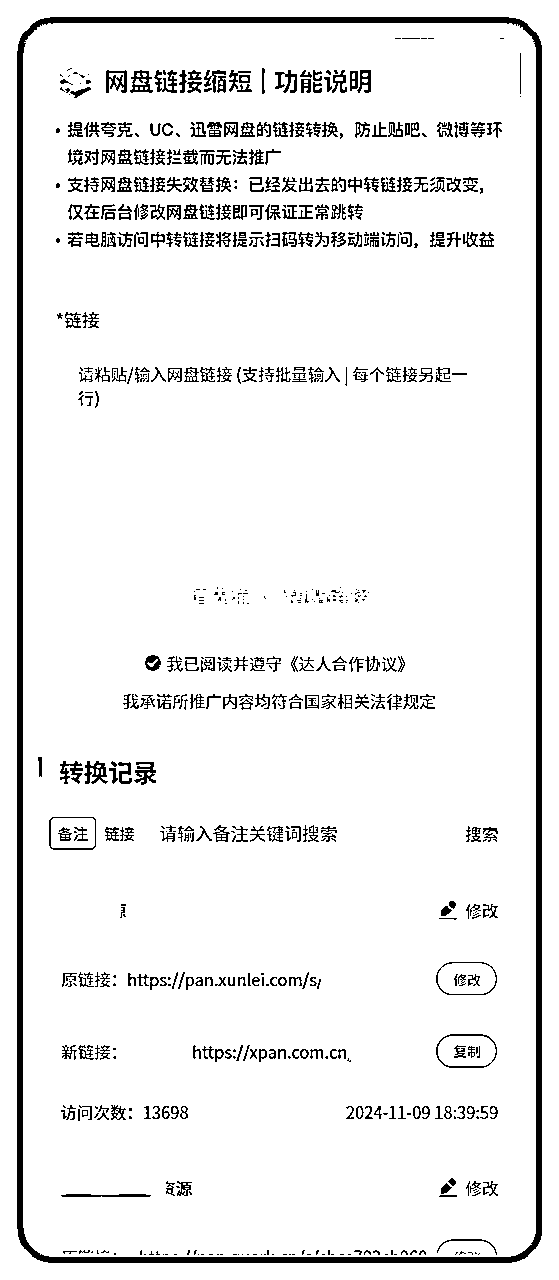 网盘链接缩短 | 功能说明
• 提供夸克、UC、迅雷网盘的链接转换，防止贴吧、微博等环
境对网盘链接拦截而无法推广
• 支持网盘链接失效替换：已经发出去的中转链接无须改变，
仅在后台修改网盘链接即可保证正常跳转
• 若电脑访问中转链接将提示扫码转为移动端访问，提升收益
*链接
请粘贴/输入网盘链接 (支持批量输入 | 每个链接另起一
行)
我已阅读并遵守《达人合作协议》
我承诺所推广内容均符合国家相关法律规定
转换记录
备注 链接 请输入备注关键词搜索 搜索
修改
原链接：https://pan.xunlei.com/s/ 修改
新链接： https://xpan.com.cn 复制
访问次数：13698 2024-11-09 18:39:59
资源 修改